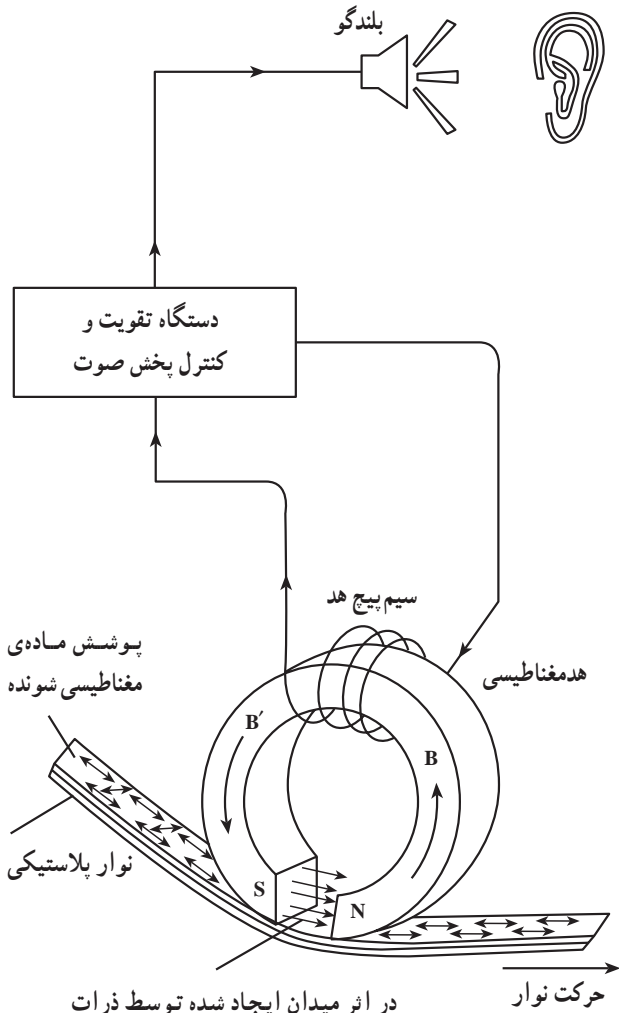 بلندگو
دستگاه تقویت و
کنترل پخش صوت
سیم‌پیچ هد
پوشش ماده‌ی
مغناطیسی شونده
هدمغناطیسی
B′
B
نوار پلاستیکی
S
N
حرکت نوار
در اثر میدان ایجاد شده توسط ذرات